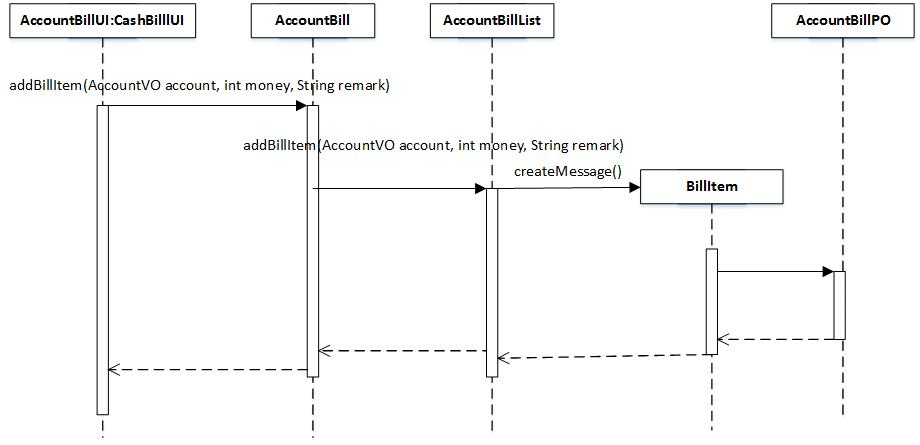 AccountBillUI:CashBilllUI
AccountBill
AccountBillList
AccountBillPO
addBillItem(AccountVO account, int money, String remark)
addBillItem(AccountVO account, int money, String remark)
createMessage()
BillItem